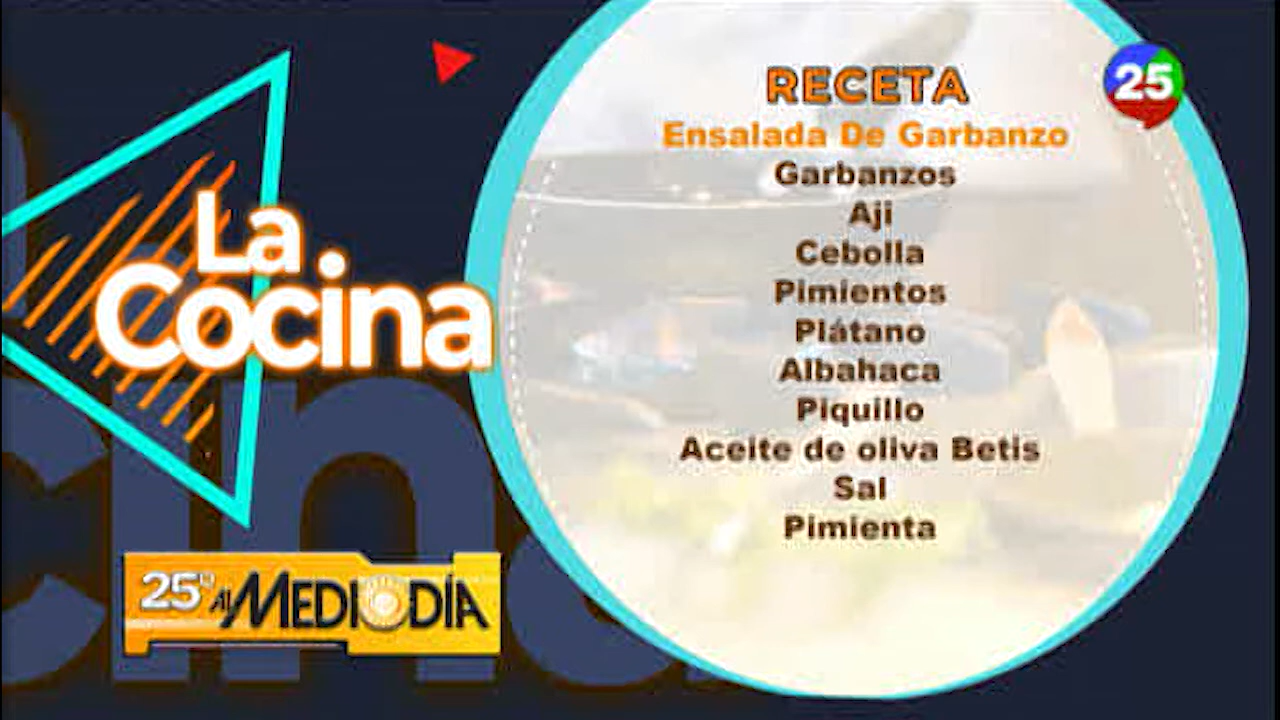 RECETA
25
Ensalada De Garbanzo
Garbanzos
Aji
Cebolla
Pimientos
Plátano
Albahaca
Piquillo
Aceite de oliva Betis
Sal
Pimienta
La
Cocina
25 Al MEDIODÍA